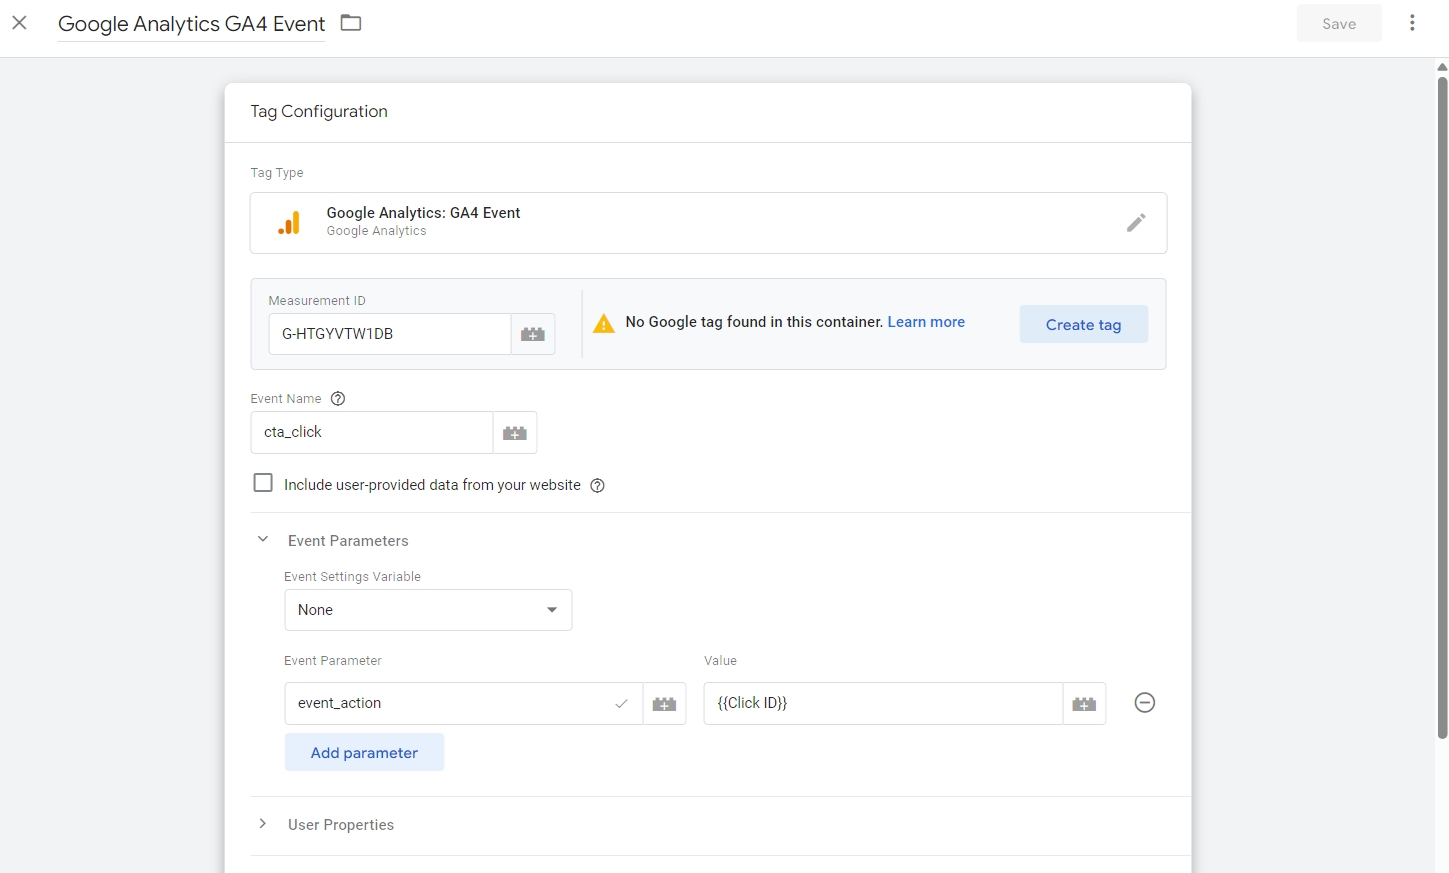 Google Analytics GA4 Event
Save
Tag Configuration
Tag Type
Google Analytics: GA4 Event
Google Analytics
Measurement ID
G-HTGYVTW1DB
No Google tag found in this container. Learn more
Create tag
Event Name
cta_click
Include user-provided data from your website
Event Parameters
Event Settings Variable
None
Event Parameter Value
event_action {{Click ID}}
Add parameter
User Properties